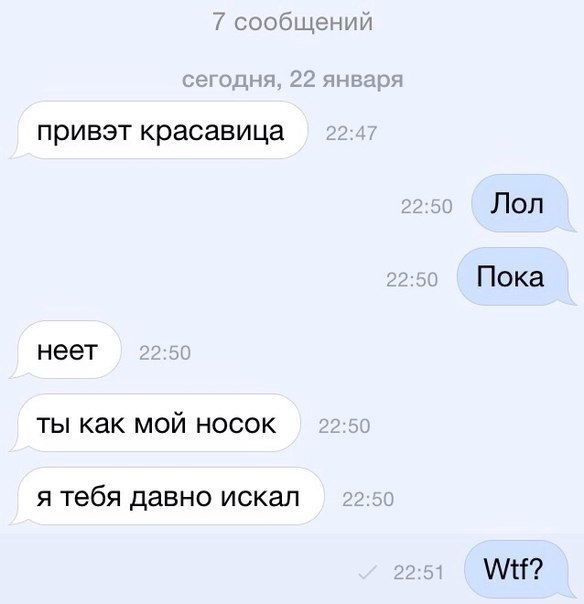 7 сообщений
сегодня, 22 января
привэт красавица 22:47
22:50 Лол
22:50 Пока
неет 22:50
ты как мой носок 22:50
я тебя давно искал 22:50
22:51 Wtf?